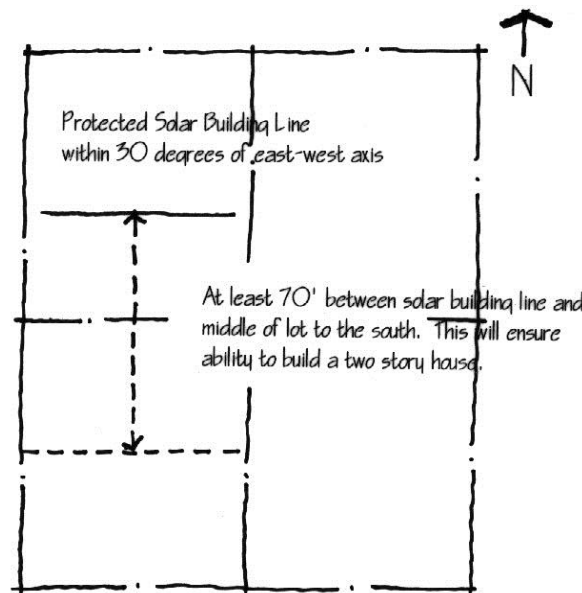 N
Protected Solar Building Line
within 30 degrees of east-west axis
At least 70' between solar building line and
middle of lot to the south. This will ensure
ability to build a two story house.